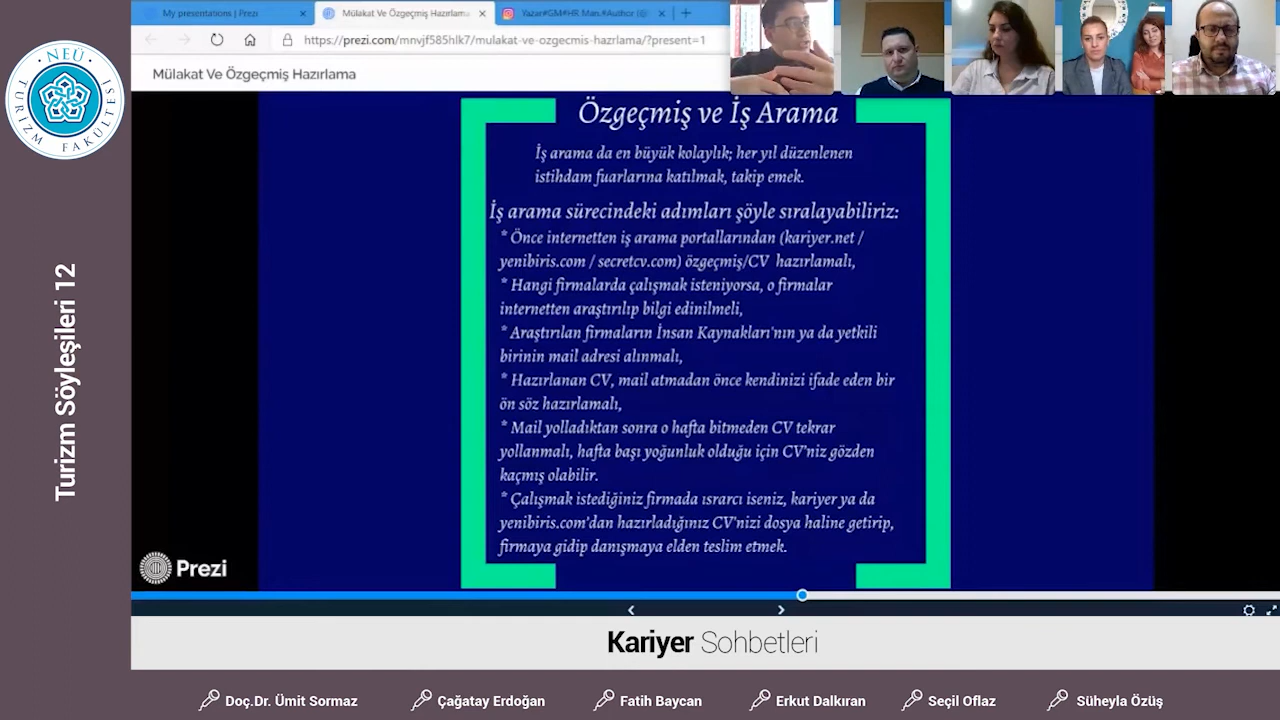 My presentations | Prezi
Mülakat Ve Özgeçmiş Hazırlama
Yazar#GM#HR Man.#Author (@
https://prezi.com/mnvjf585hlk7/mulakat-ve-ozgecmis-hazrlama/?present=1
Mülakat Ve Özgeçmiş Hazırlama
NEÜ
TURİZM FAKÜLTESİ
Turizm Söyleşileri 12
Özgeçmiş ve İş Arama
İş arama da en büyük kolaylık; her yıl düzenlenen
istihdam fuarlarına katılmak, takip emek.
İş arama sürecindeki adımları şöyle sıralayabiliriz:
* Önce internetten iş arama portallarından (kariyer.net /
yenibiris.com / secretcv.com) özgeçmiş/CV hazırlamalı,
* Hangi firmalarda çalışmak isteniyorsa, o firmalar
internetten araştırılıp bilgi edinilmeli,
* Araştırılan firmaların İnsan Kaynakları'nın ya da yetkili
birinin mail adresi alınmalı,
* Hazırlanan CV, mail atmadan önce kendinizi ifade eden bir
ön söz hazırlamalı,
* Mail yolladıktan sonra o hafta bitmeden CV tekrar
yollanmalı, hafta başı yoğunluk olduğu için CV'niz gözden
kaçmış olabilir.
* Çalışmak istediğiniz firmada ısrarcı iseniz, kariyer ya da
yenibiris.com'dan hazırladığınız CV'nizi dosya haline getirip,
firmaya gidip danışmaya elden teslim etmek.
Prezi
Kariyer Sohbetleri
Doç.Dr. Ümit Sormaz
Çağatay Erdoğan
Fatih Baycan
Erkut Dalkıran
Seçil Oflaz
Süheyla Özüş